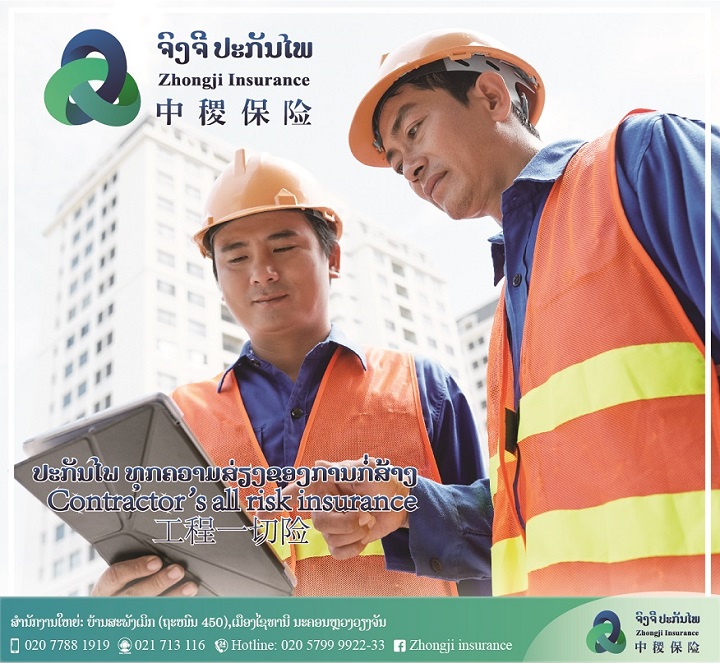 ຈົງຈີ ປະກັນໄພ
Zhongji Insurance
中稷保险
ປະກັນໄພ ທຸກຄວາມສ່ຽງຂອງການກໍ່ສ້າງ
Contractor's all risk insurance
工程一切险
ສຳນັກງານໃຫຍ່: ບ້ານສະພັງເມິກ (ຖະໜົນ 450),ເມືອງໄຊທານີ ນະຄອນຫຼວງວຽງຈັນ
020 7788 1919 021 713 116 Hotline: 020 5799 9922-33 Zhongji insurance
ຈົງຈີ ປະກັນໄພ
Zhongji Insurance
中稷保险